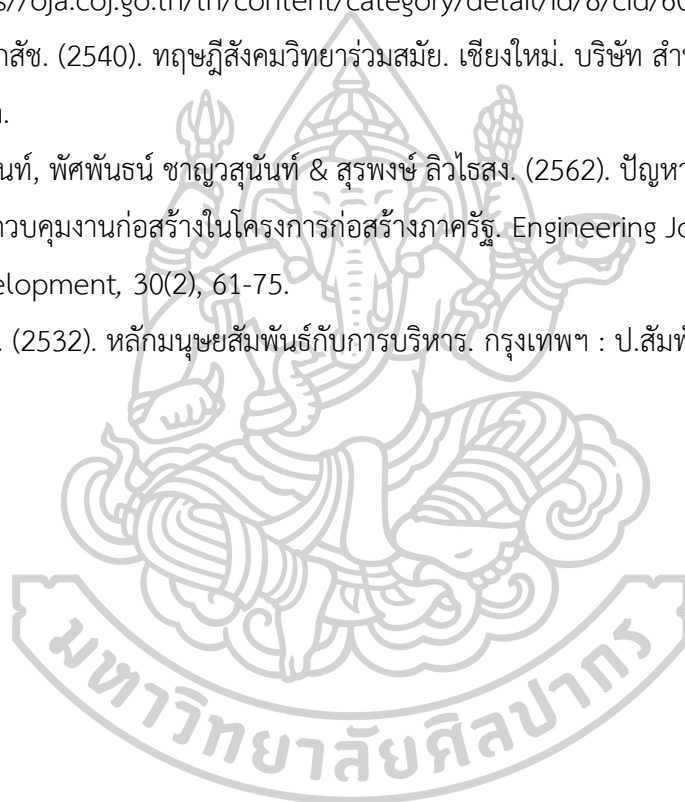 //oja.coj.go.th/th/content/category/detail/id/8/cid/60
าสัช. (2540). ทฤษฎีสังคมวิทยาร่วมสมัย. เชียงใหม่. บริษัท สำ
นท์, พัศพันธน์ ชาญวสุนันท์ & สุรพงษ์ ลิวไธสง. (2562). ปัญหา
วบคุมงานก่อสร้างในโครงการก่อสร้างภาครัฐ. Engineering Jo
elopment, 30(2), 61-75.
. (2532). หลักมนุษยสัมพันธ์กับการบริหาร. กรุงเทพฯ : ป.สัมพั
มหาวิทยาลัยศิลปากร